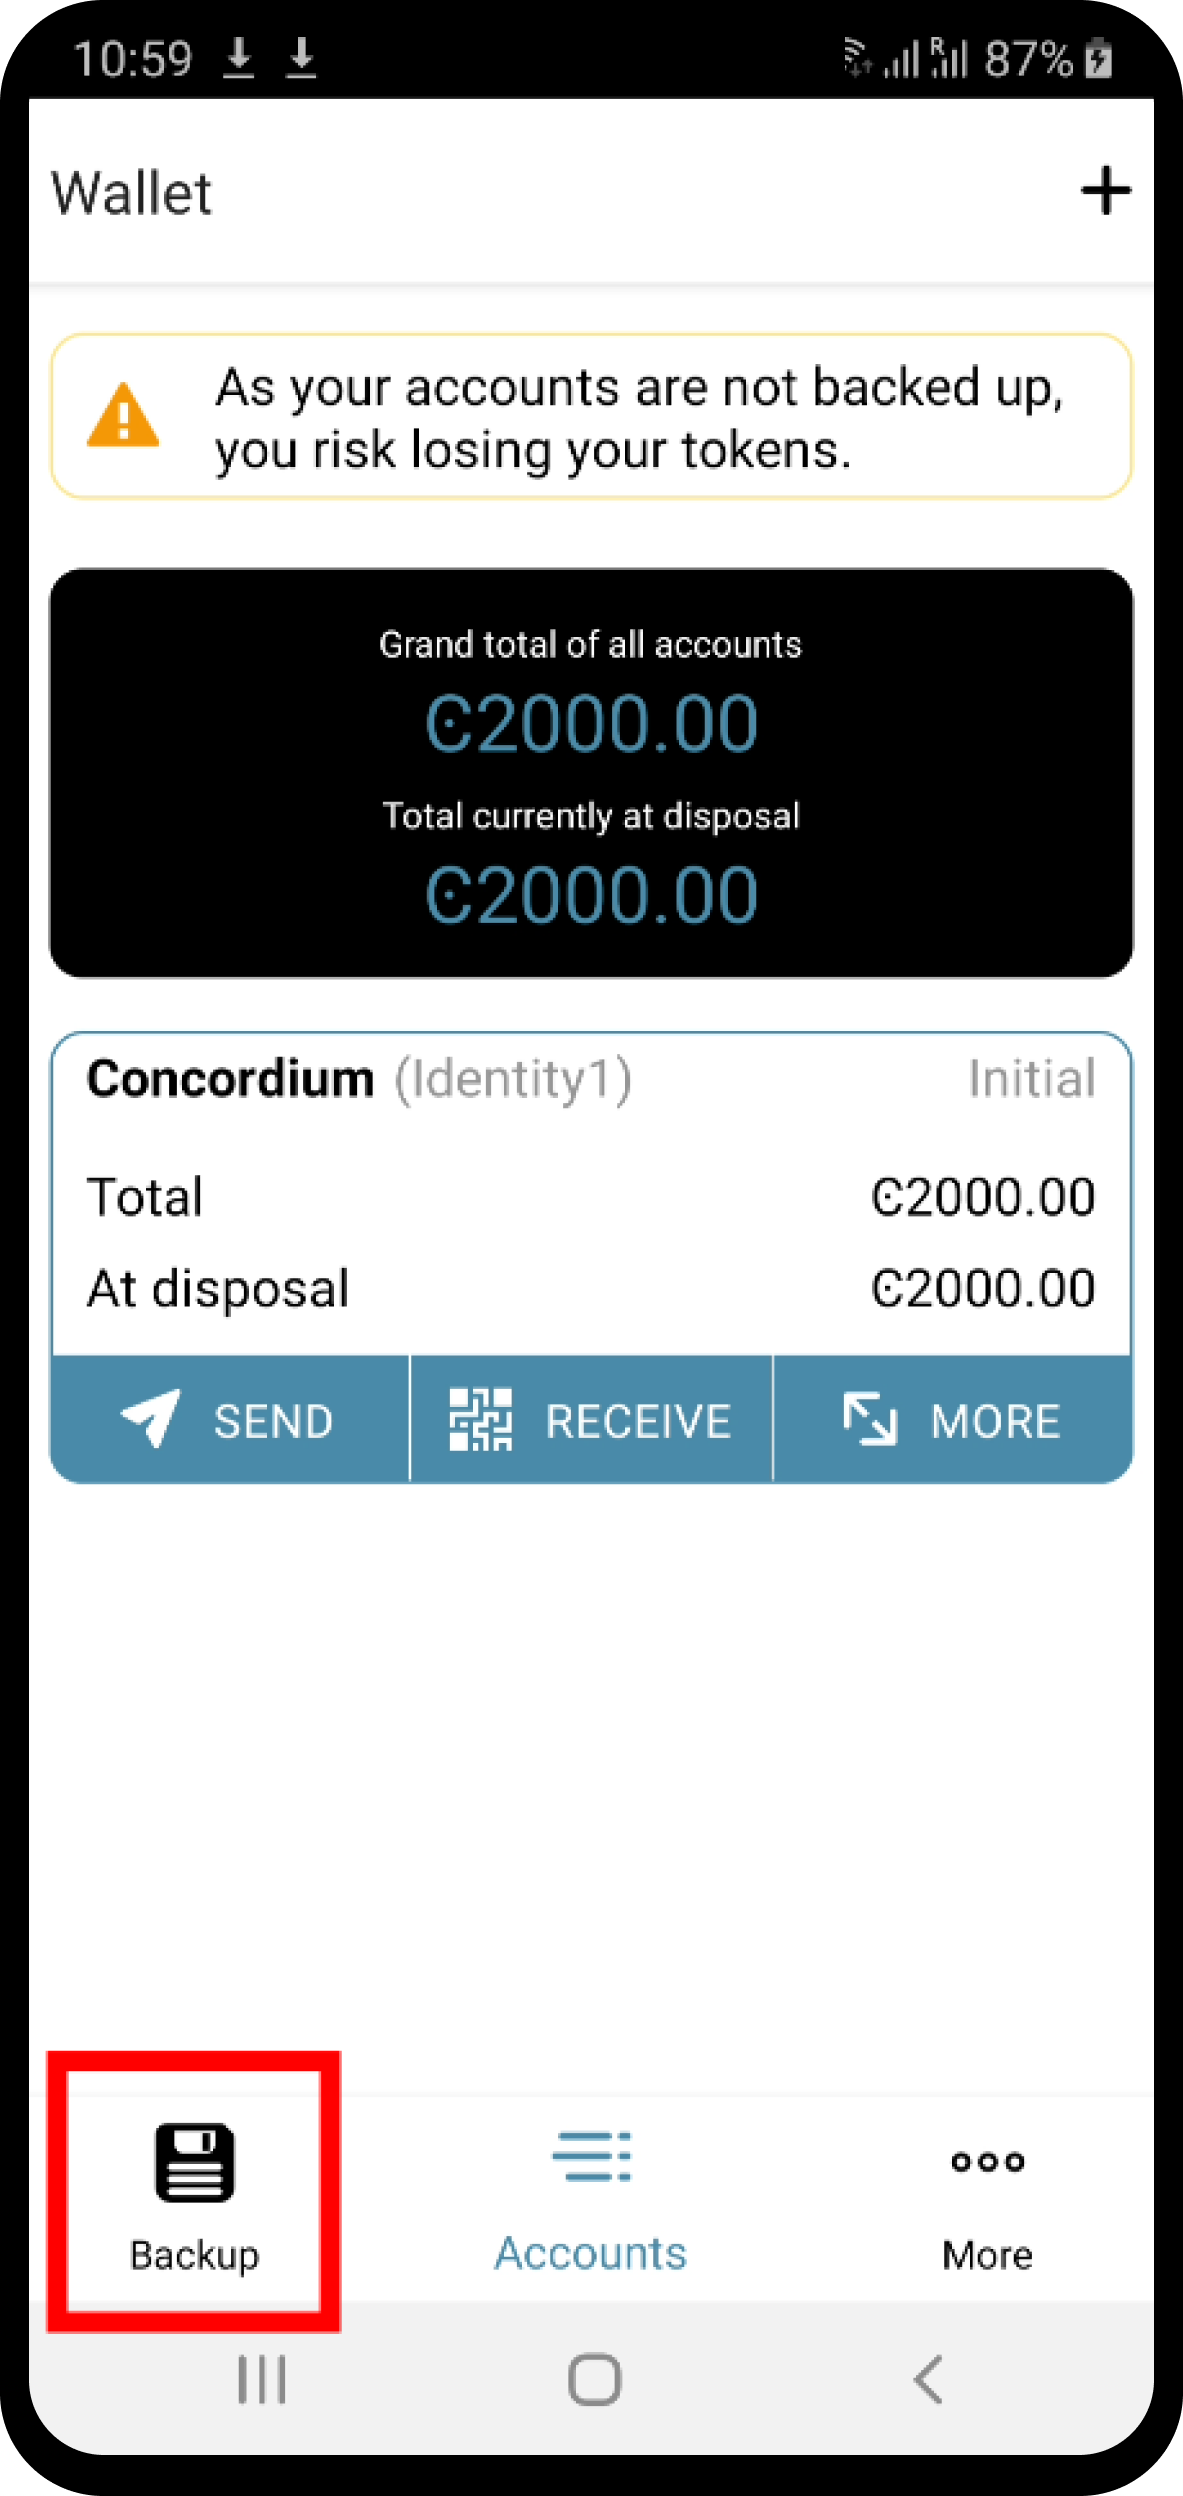 10:59
R
87%
Wallet
As your accounts are not backed up,
you risk losing your tokens.
Grand total of all accounts
Ͼ2000.00
Total currently at disposal
Ͼ2000.00
Concordium (Identity1) Initial
Total Ͼ2000.00
At disposal Ͼ2000.00
SEND RECEIVE MORE
Backup Accounts More